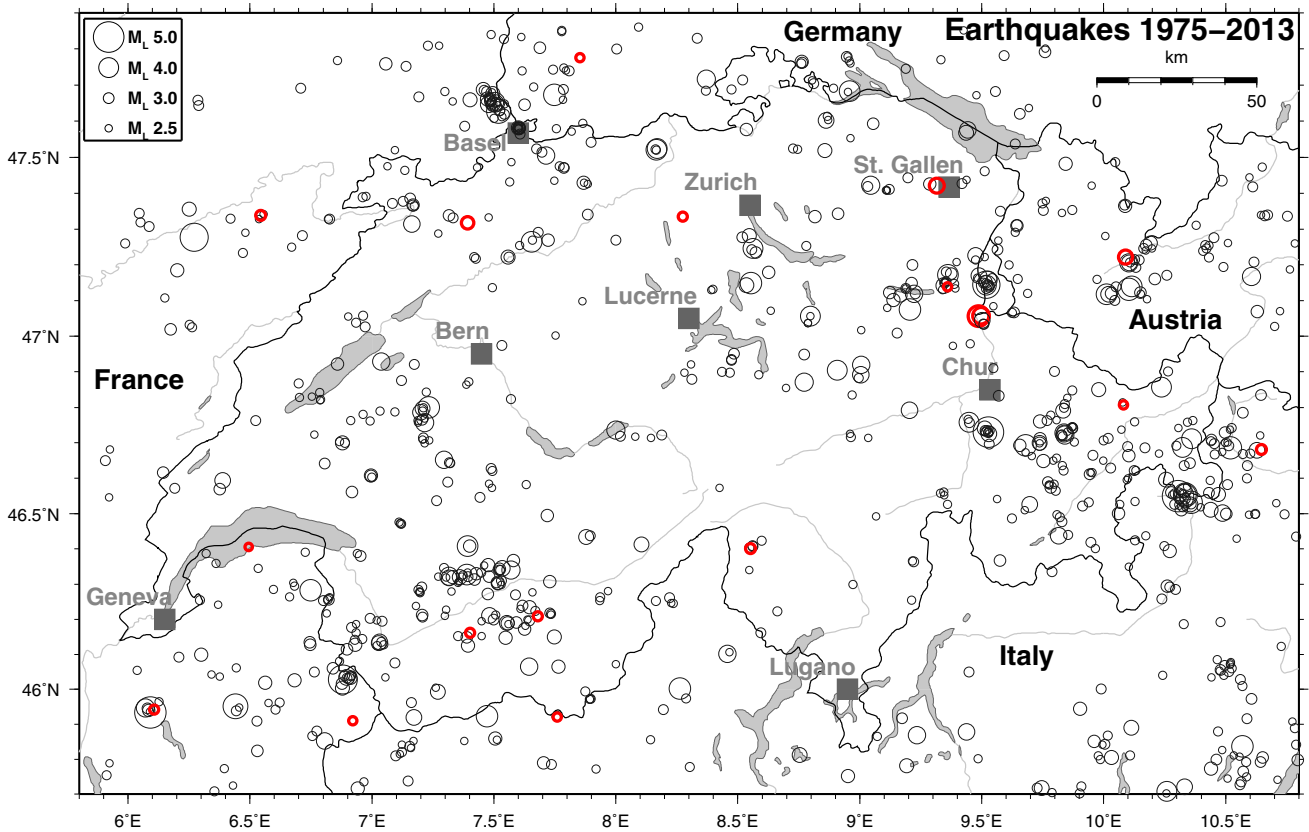 Earthquakes 1975–2013
M_L 5.0
M_L 4.0
M_L 3.0
M_L 2.5
km
0 50
Germany
Basel
St. Gallen
Zurich
Lucerne
Bern
Austria
France
Chur
Geneva
Lugano
Italy
47.5°N
47°N
46.5°N
46°N
6°E 6.5°E 7°E 7.5°E 8°E 8.5°E 9°E 9.5°E 10°E 10.5°E